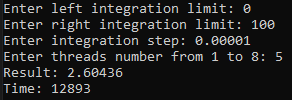 Enter left integration limit: 0
Enter right integration limit: 100
Enter integration step: 0.00001
Enter threads number from 1 to 8: 5
Result: 2.60436
Time: 12893